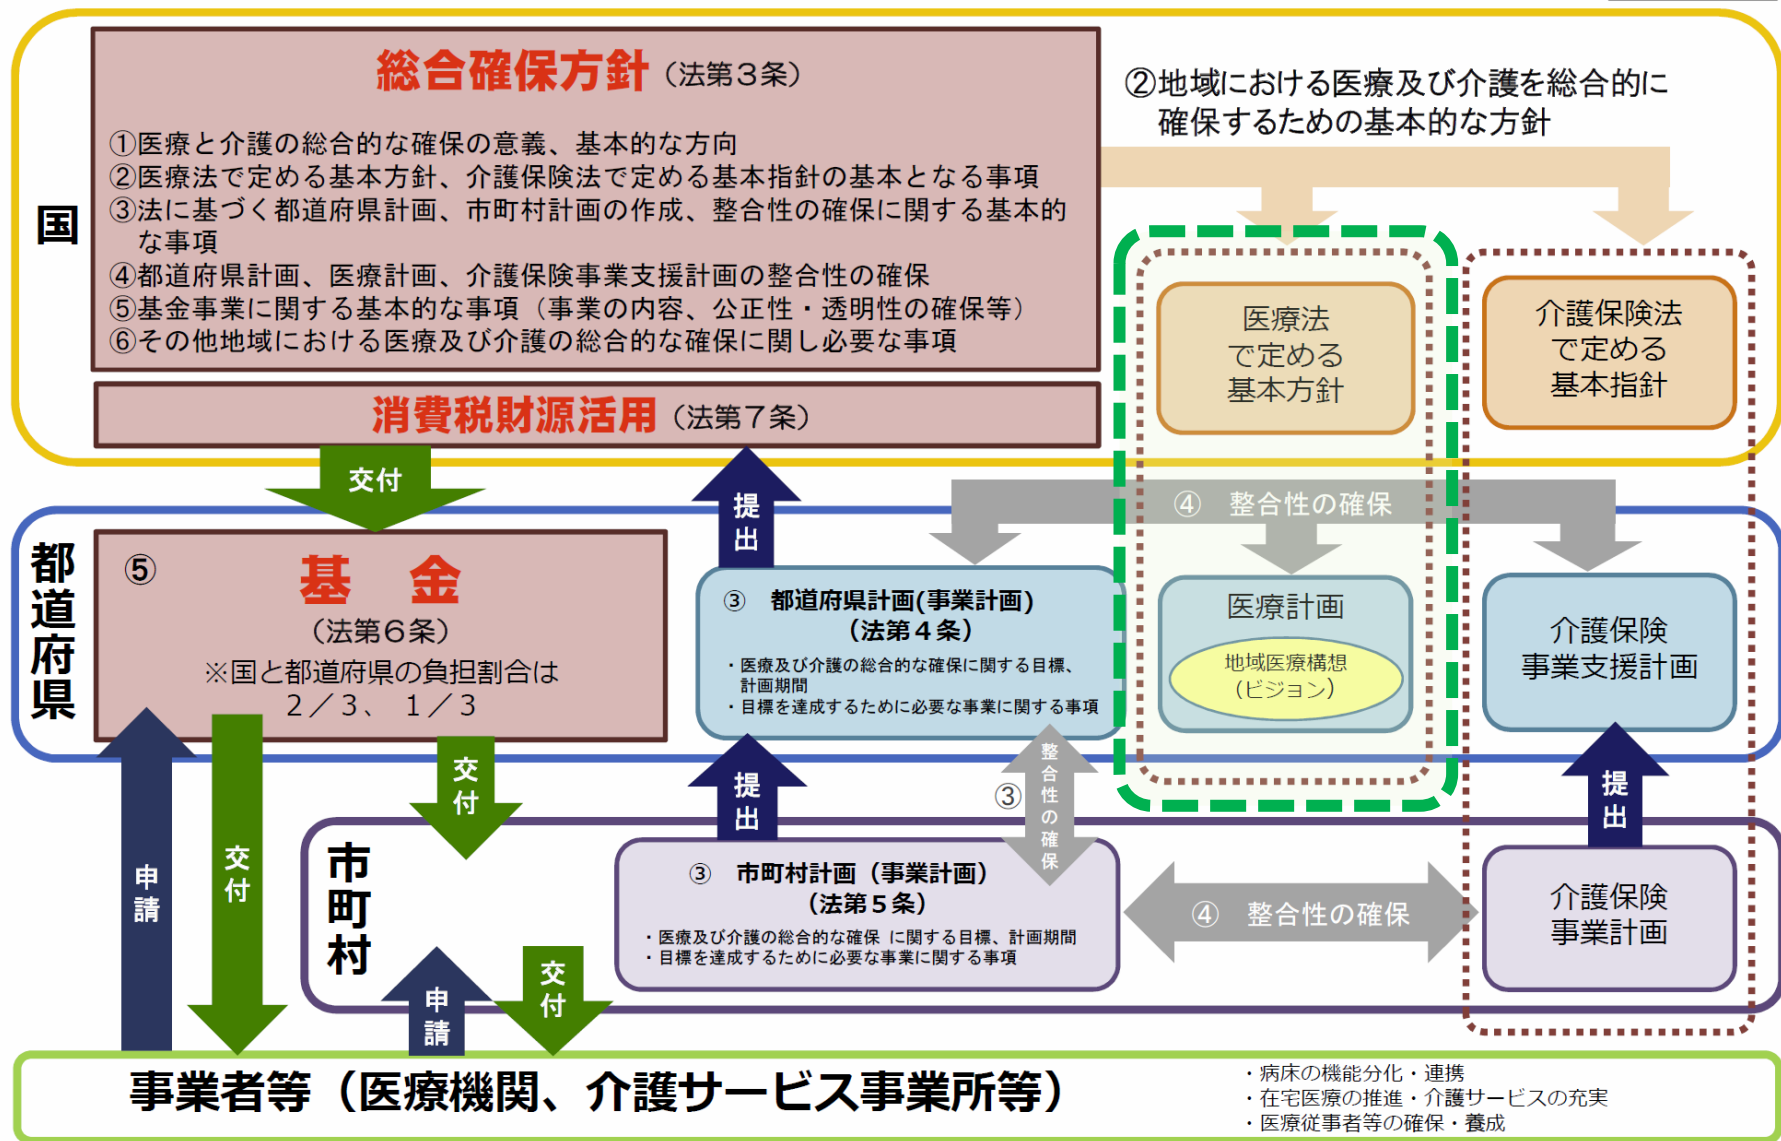 国
総合確保方針（法第３条）
①医療と介護の総合的な確保の意義、基本的な方向
②医療法で定める基本方針、介護保険法で定める基本指針の基本となる事項
③法に基づく都道府県計画、市町村計画の作成、整合性の確保に関する基本的
な事項
④都道府県計画、医療計画、介護保険事業支援計画の整合性の確保
⑤基金事業に関する基本的な事項（事業の内容、公正性・透明性の確保等）
⑥その他地域における医療及び介護の総合的な確保に関し必要な事項
消費税財源活用（法第７条）
②地域における医療及び介護を総合的に
確保するための基本的な方針
医療法
で定める
基本方針
介護保険法
で定める
基本指針
交付
提出
④ 整合性の確保
都道府県
⑤
基 金
（法第６条）
※国と都道府県の負担割合は
２／３、１／３
③ 都道府県計画(事業計画)
（法第４条）
・医療及び介護の総合的な確保に関する目標、
計画期間
・目標を達成するために必要な事業に関する事項
医療計画
地域医療構想
（ビジョン）
介護保険
事業支援計画
申請
交付
交付
提出
③
整合性の確保
提出
市町村
③ 市町村計画（事業計画）
（法第５条）
・医療及び介護の総合的な確保 に関する目標、計画期間
・目標を達成するために必要な事業に関する事項
④ 整合性の確保
介護保険
事業計画
申請
交付
事業者等（医療機関、介護サービス事業所等）
・病床の機能分化・連携
・在宅医療の推進・介護サービスの充実
・医療従事者等の確保・養成